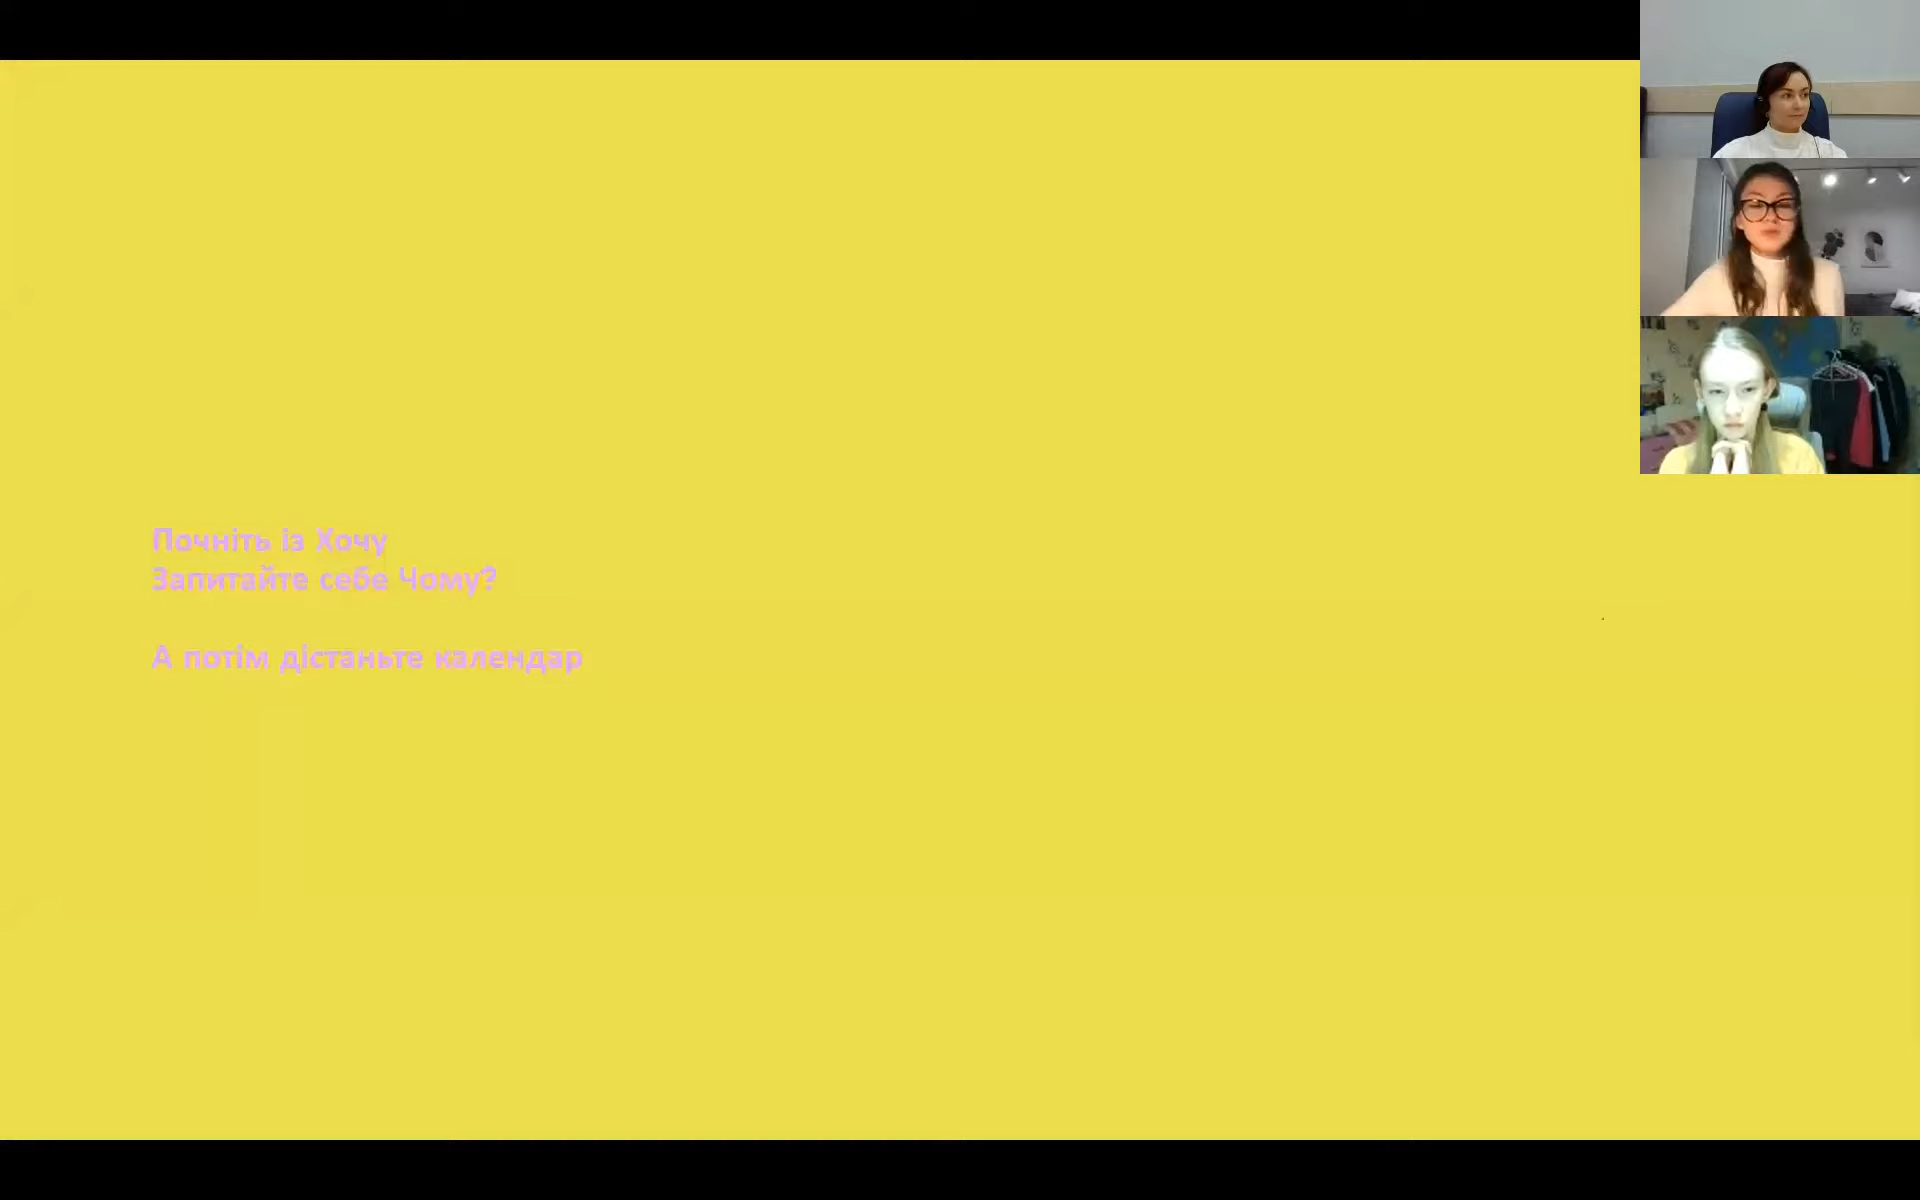 Почніть із Хочу
Запитайте себе Чому?
А потім дістаньте календар